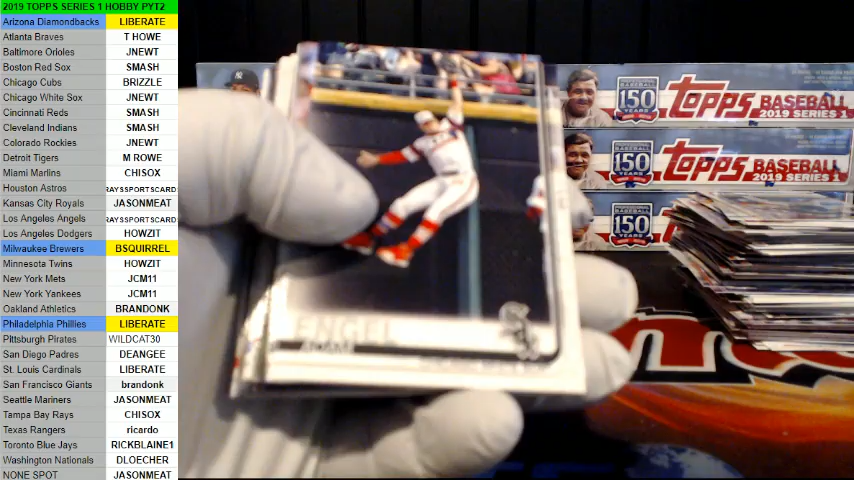 2019 TOPPS SERIES 1 HOBBY PYT2
Arizona Diamondbacks LIBERATE
Atlanta Braves T HOWE
Baltimore Orioles JNEWT
Boston Red Sox SMASH
Chicago Cubs BRIZZLE
Chicago White Sox JNEWT
Cincinnati Reds SMASH
Cleveland Indians SMASH
Colorado Rockies JNEWT
Detroit Tigers M ROWE
Miami Marlins CHISOX
Houston Astros RAYSSPORTSCARD
Kansas City Royals JASONMEAT
Los Angeles Angels RAYSSPORTSCARD
Los Angeles Dodgers HOWZIT
Milwaukee Brewers BSQUIRREL
Minnesota Twins HOWZIT
New York Mets JCM11
New York Yankees JCM11
Oakland Athletics BRANDONK
Philadelphia Phillies LIBERATE
Pittsburgh Pirates WILDCAT30
San Diego Padres DEANGEE
St. Louis Cardinals LIBERATE
San Francisco Giants brandonk
Seattle Mariners JASONMEAT
Tampa Bay Rays CHISOX
Texas Rangers ricardo
Toronto Blue Jays RICKBLAINE1
Washington Nationals DLOECHER
NONE SPOT JASONMEAT
ENGEL
ADAM
150 YEARS
Topps BASEBALL
2019 SERIES 1
150 YEARS
Topps BASEBALL
2019 SERIES 1
150